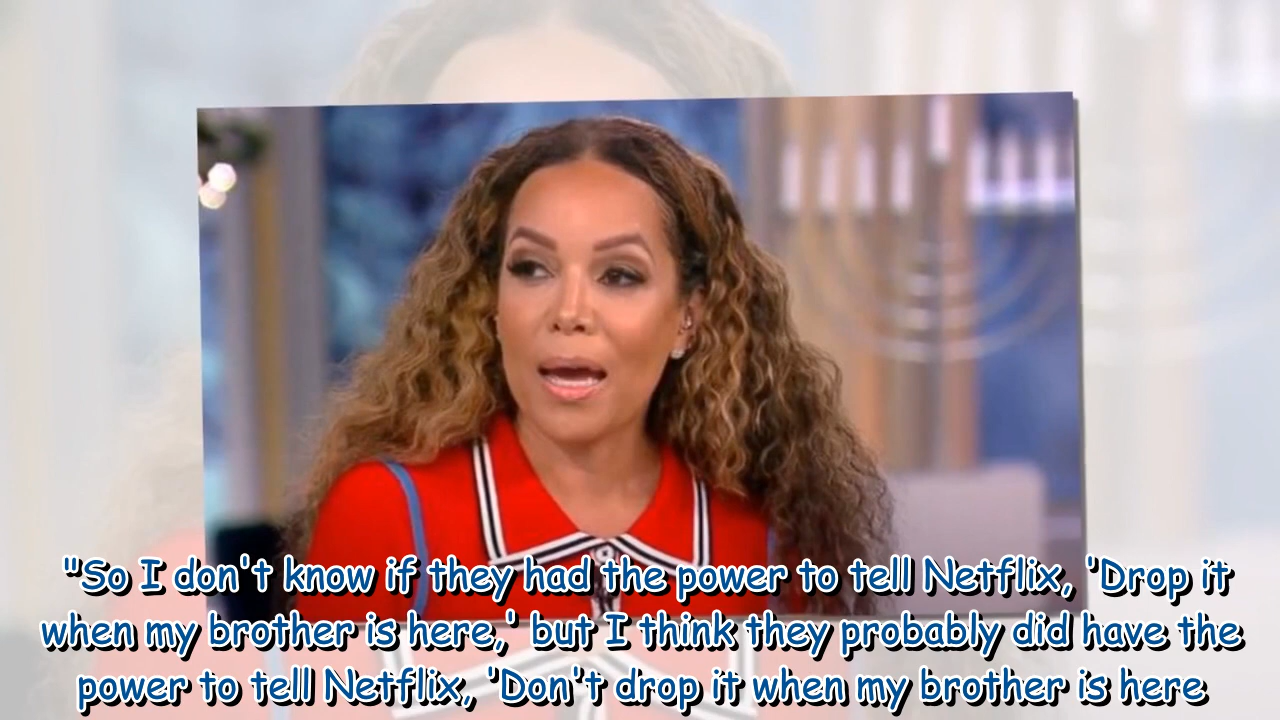 "So I don't know if they had the power to tell Netflix, 'Drop it
when my brother is here,' but I think they probably did have the
power to tell Netflix, 'Don't drop it when my brother is here